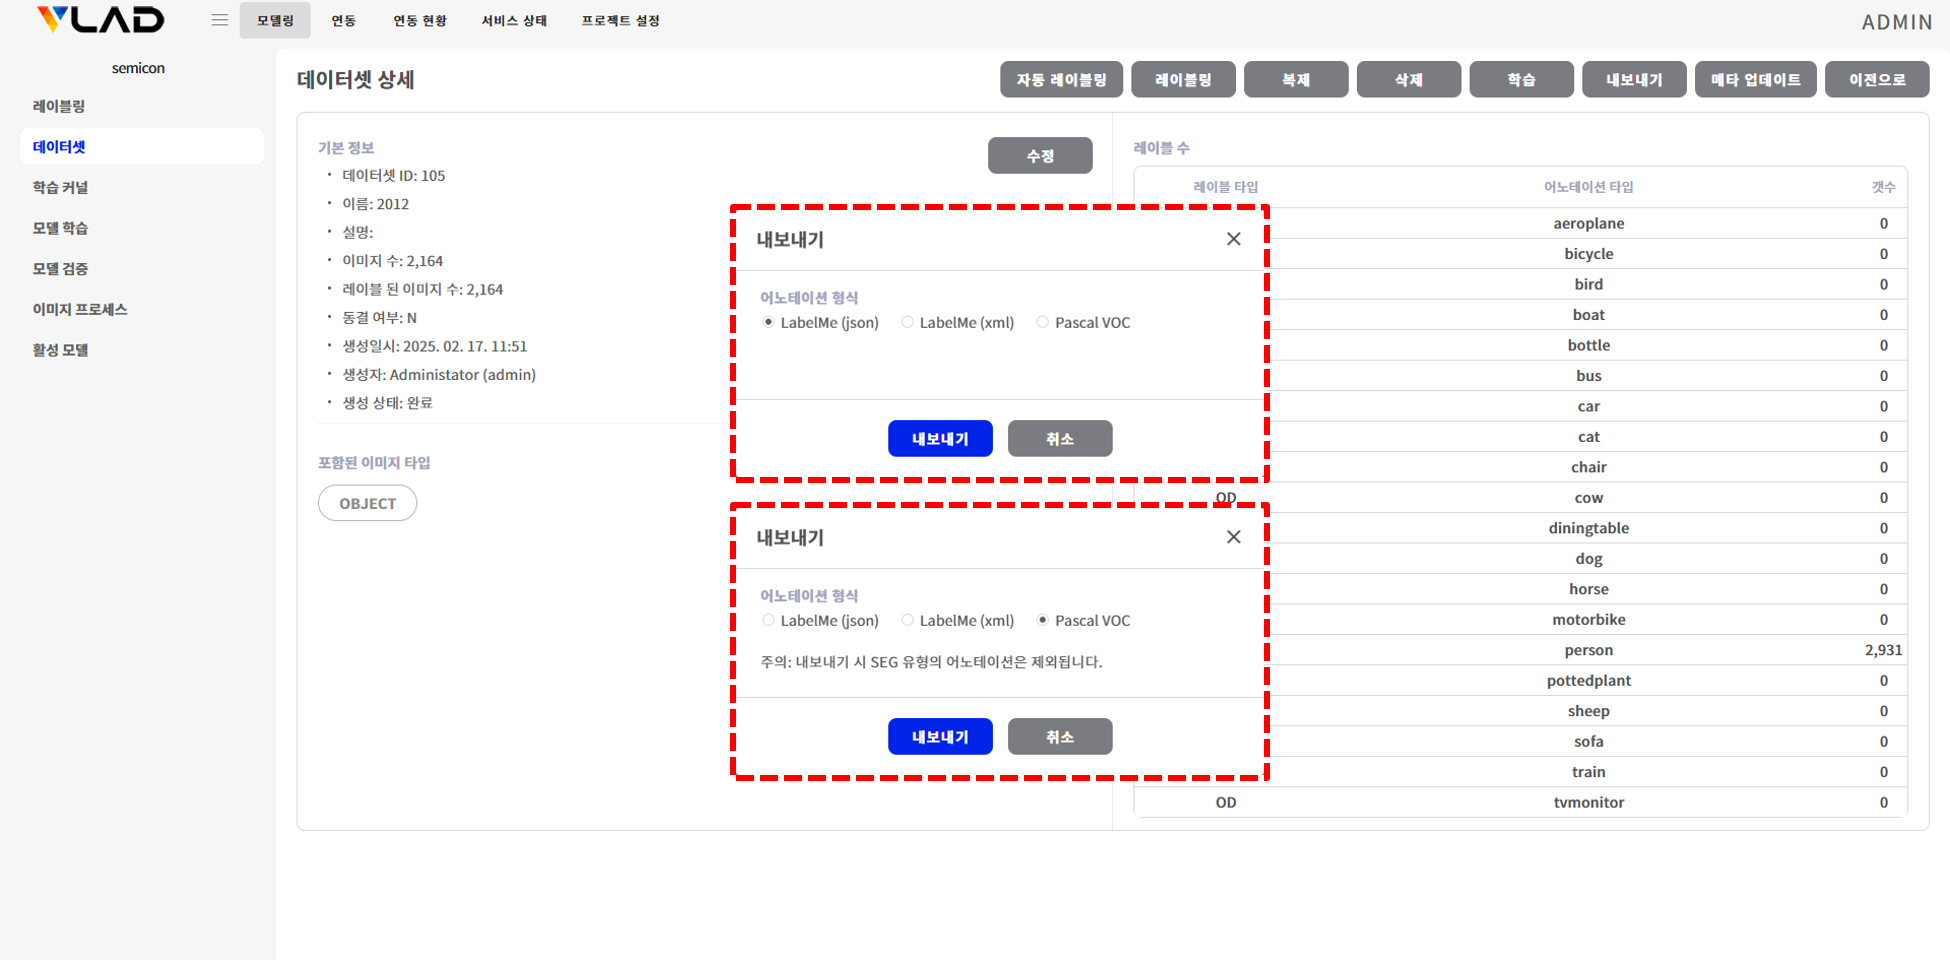 VLAD
모델링
연동
연동 현황
서비스 상태
프로젝트 설정
ADMIN
semicon
레이블링
데이터셋
학습 커널
모델 학습
모델 검증
이미지 프로세스
활성 모델
데이터셋 상세
자동 레이블링
레이블링
복제
삭제
학습
내보내기
메타 업데이트
이전으로
기본 정보
수정
· 데이터셋 ID: 105
· 이름: 2012
· 설명:
· 이미지 수: 2,164
· 레이블 된 이미지 수: 2,164
· 동결 여부: N
· 생성일시: 2025. 02. 17. 11:51
· 생성자: Administator (admin)
· 생성 상태: 완료
포함된 이미지 타입
OBJECT
내보내기
어노테이션 형식
LabelMe (json) LabelMe (xml) Pascal VOC
내보내기
취소
내보내기
어노테이션 형식
LabelMe (json) LabelMe (xml) Pascal VOC
주의: 내보내기 시 SEG 유형의 어노테이션은 제외됩니다.
내보내기
취소
레이블 수
레이블 타입 어노테이션 타입 갯수
aeroplane 0
bicycle 0
bird 0
boat 0
bottle 0
bus 0
car 0
cat 0
chair 0
OD cow 0
diningtable 0
dog 0
horse 0
motorbike 0
person 2,931
pottedplant 0
sheep 0
sofa 0
train 0
OD tvmonitor 0